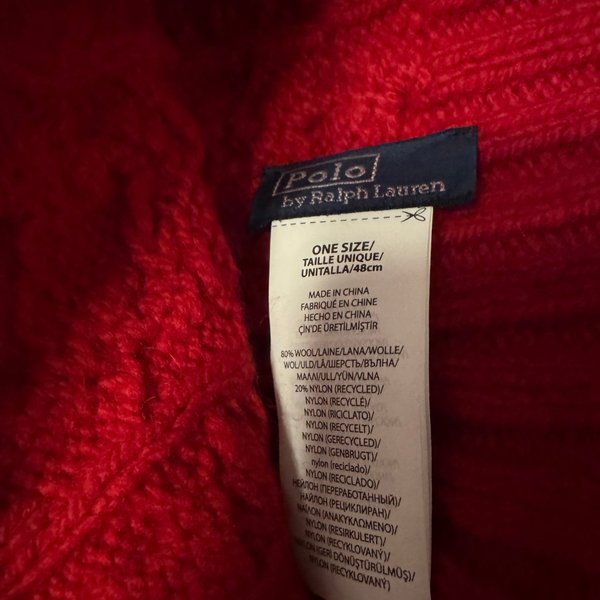 Polo
by Ralph Lauren
ONE SIZE/
TAILLE UNIQUE/
UNITALLA/48cm
MADE IN CHINA
FABRIQUÉ EN CHINE
HECHO EN CHINA
ÇİN'DE ÜRETİLMİŞTİR
80% WOOL/LAINE/LANA/WOLLE/
WOL/ULD/LÃ/ШЕРСТЬ/ВЪЛНА/
ΜΑΛΛΙ/ULL/YÜN/VLNA
20% NYLON (RECYCLED)/
NYLON (RECYCLÉ)/
NYLON (RICICLATO)/
NYLON (RECYCELT)/
NYLON (GERECYCLED)/
NYLON (GENBRUGT)/
nylon (reciclado)/
NYLON (RECICLADO)/
НЕЙЛОН (ПЕРЕРАБОТАННЫЙ)/
НАЙЛОН (РЕЦИКЛИРАН)/
ΝΑΪΛΟΝ (ΑΝΑΚΥΚΛΩΜΕΝΟ)/
NYLON (RESIRKULERT)/
NYLON (RECYKLOVANÝ)/
(GERİ DÖNÜŞTÜRÜLMÜŞ)/
NYLON (RECYKLOVANÝ)